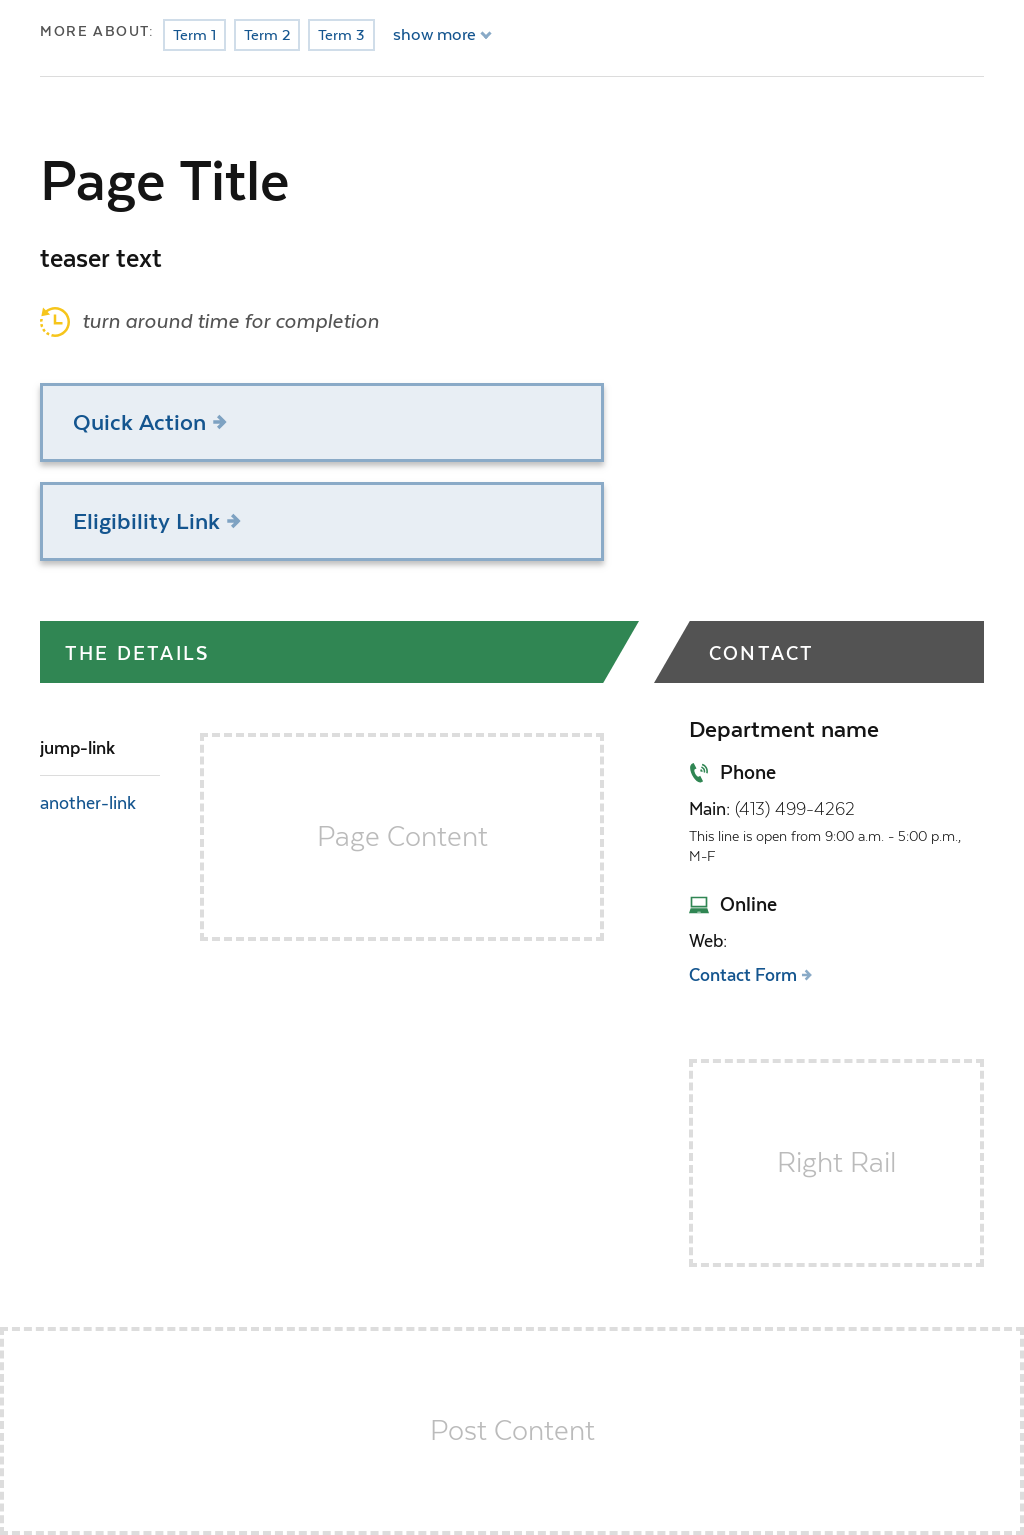 MORE ABOUT: Term 1 Term 2 Term 3 show more
Page Title
teaser text
turn around time for completion
Quick Action
Eligibility Link
THE DETAILS
jump-link
another-link
Page Content
CONTACT
Department name
Phone
Main: (413) 499-4262
This line is open from 9:00 a.m. - 5:00 p.m.,
M-F
Online
Web:
Contact Form
Right Rail
Post Content